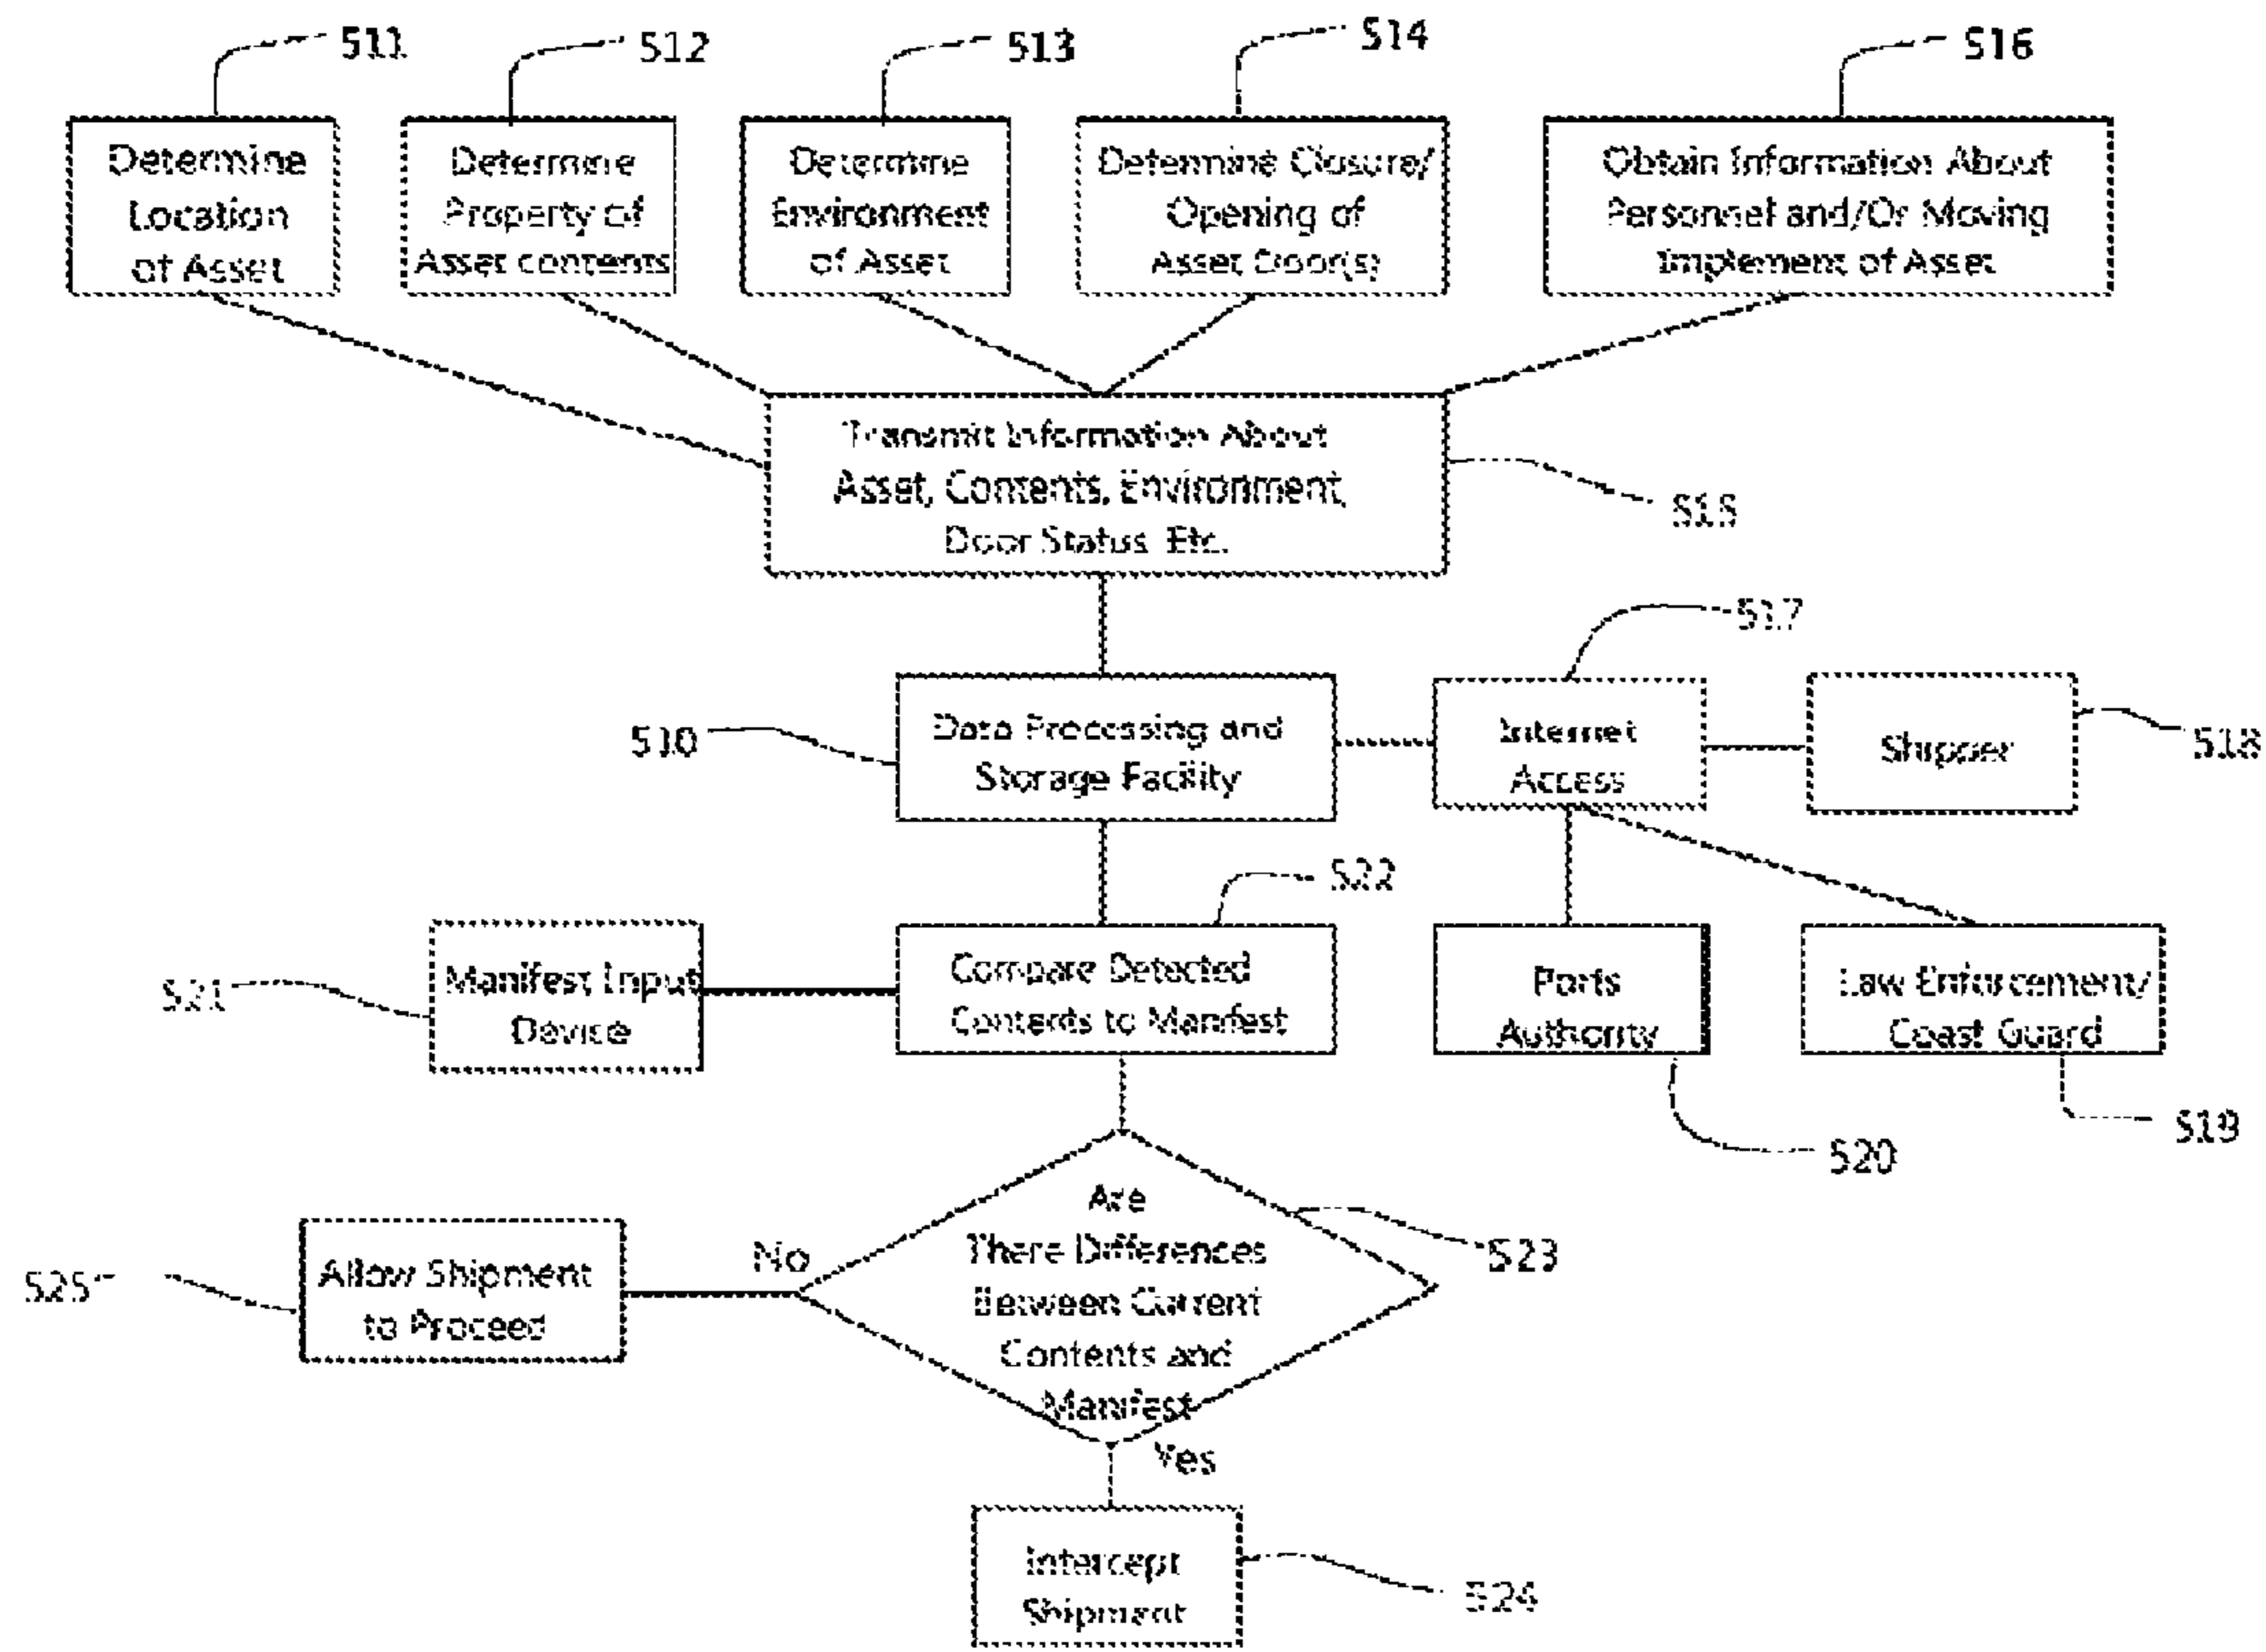 511
512
513
514
516
Determine
Location
of Asset
Determine
Property of
Asset contents
Determine
Environment
of Asset
Determine Closure/
Opening of
Asset Door(s)
Obtain Information About
Personnel and/Or Moving
Implement of Asset
Transmit Information About
Asset, Contents, Environment,
Door Status Etc.
515
517
510
Data Processing and
Storage Facility
Internet
Access
Shipper
518
522
521
Manifest Input
Device
Compare Detected
Contents to Manifest
Ports
Authority
Law Enforcement/
Coast Guard
520
519
Are
There Differences
Between Current
Contents and
Manifest
523
No
Yes
525
Allow Shipment
to Proceed
Intercept
Shipment
524